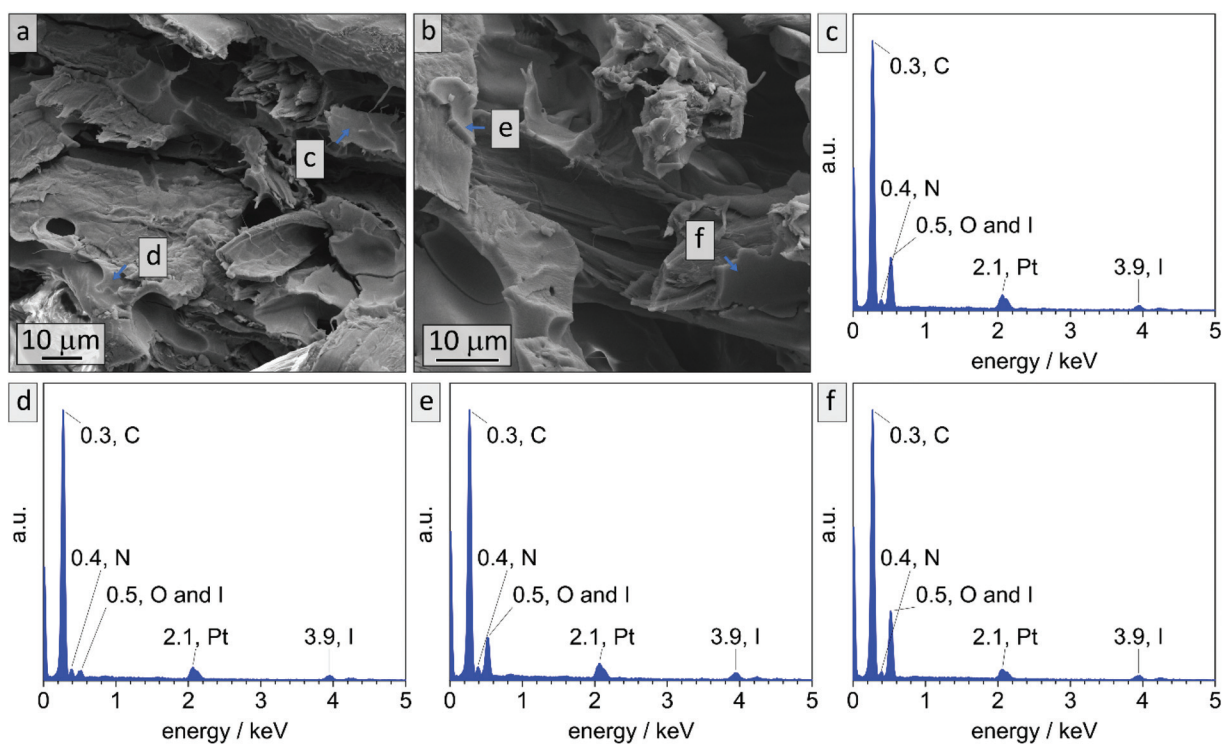 a
c
d
10 μm
b
e
f
10 μm
c
a.u.
0.3, C
0.4, N
0.5, O and I
2.1, Pt
3.9, I
0 1 2 3 4 5
energy / keV
d
a.u.
0.3, C
0.4, N
0.5, O and I
2.1, Pt
3.9, I
0 1 2 3 4 5
energy / keV
e
a.u.
0.3, C
0.4, N
0.5, O and I
2.1, Pt
3.9, I
0 1 2 3 4 5
energy / keV
f
a.u.
0.3, C
0.4, N
0.5, O and I
2.1, Pt
3.9, I
0 1 2 3 4 5
energy / keV